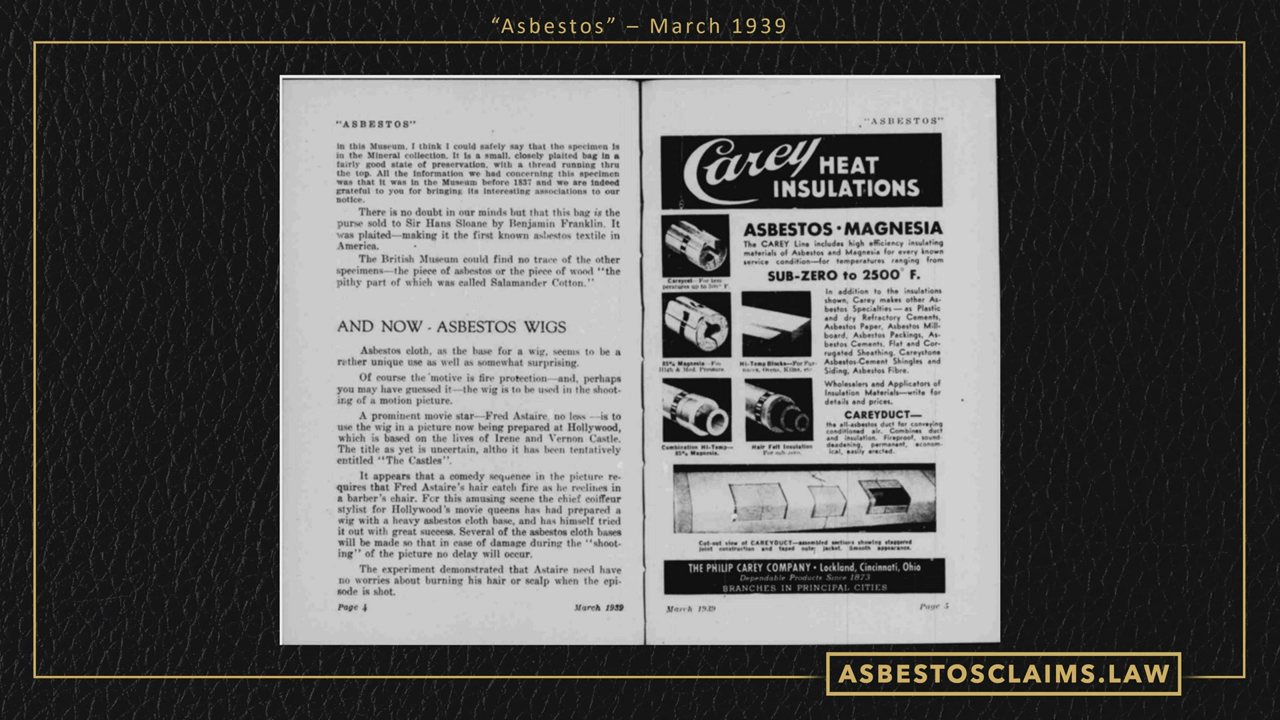 “Asbestos” – March 1939
"ASBESTOS"
in this Museum. I think I could safely say that the specimen is
in the Mineral collection. It is a small, closely plaited bag in a
fairly good state of preservation, with a thread running thru
the top. All the information we had concerning this specimen
was that it was in the Museum before 1837 and we are indeed
grateful to you for bringing its interesting associations to our
notice.
There is no doubt in our minds but that this bag is the
purse sold to Sir Hans Sloane by Benjamin Franklin. It
was plaited—making it the first known asbestos textile in
America.
The British Museum could find no trace of the other
specimens—the piece of asbestos or the piece of wood "the
pithy part of which was called Salamander Cotton."
AND NOW - ASBESTOS WIGS
Asbestos cloth, as the base for a wig, seems to be a
rather unique use as well as somewhat surprising.
Of course the motive is fire protection—and, perhaps
you may have guessed it—the wig is to be used in the shoot-
ing of a motion picture.
A prominent movie star—Fred Astaire, no less—is to
use the wig in a picture now being prepared at Hollywood,
which is based on the lives of Irene and Vernon Castle.
The title as yet is uncertain, altho it has been tentatively
entitled "The Castles".
It appears that a comedy sequence in the picture re-
quires that Fred Astaire's hair catch fire as he reclines in
a barber's chair. For this amusing scene the chief coiffeur
stylist for Hollywood's movie queens has had prepared a
wig with a heavy asbestos cloth base, and has himself tried
it out with great success. Several of the asbestos cloth bases
will be made so that in case of damage during the "shoot-
ing" of the picture no delay will occur.
The experiment demonstrated that Astaire need have
no worries about burning his hair or scalp when the epi-
sode is shot.
Page 4 March 1939
"ASBESTOS"
Carey HEAT
INSULATIONS
ASBESTOS · MAGNESIA
The CAREY Line includes high efficiency insulating
materials of Asbestos and Magnesia for every known
service condition—for temperatures ranging from
SUB-ZERO to 2500° F.
Careycel—For tem-
peratures up to 300° F.
85% Magnesia—For
High & Med. Pressure.
Hi-Temp Blocks—For Fur-
naces, Ovens, Kilns, etc.
Combination Hi-Temp—
85% Magnesia.
Hair Felt Insulation
For sub-zero.
In addition to the insulations
shown, Carey makes other As-
bestos Specialties — as Plastic
and dry Refractory Cements,
Asbestos Paper, Asbestos Mill-
board, Asbestos Packings, As-
bestos Cements, Flat and Cor-
rugated Sheathing, Careystone
Asbestos-Cement Shingles and
Siding, Asbestos Fibre.
Wholesalers and Applicators of
Insulation Materials—write for
details and prices.
CAREYDUCT—
the all-asbestos duct for conveying
conditioned air. Combines duct
and insulation. Fireproof, sound-
deadening, permanent, econom-
ical, easily erected.
Cut-out view of CAREYDUCT—assembled sections showing staggered
joint construction and taped outer jacket. Smooth appearance.
THE PHILIP CAREY COMPANY • Lockland, Cincinnati, Ohio
Dependable Products Since 1873
BRANCHES IN PRINCIPAL CITIES
March 1939 Page 5
ASBESTOSCLAIMS.LAW